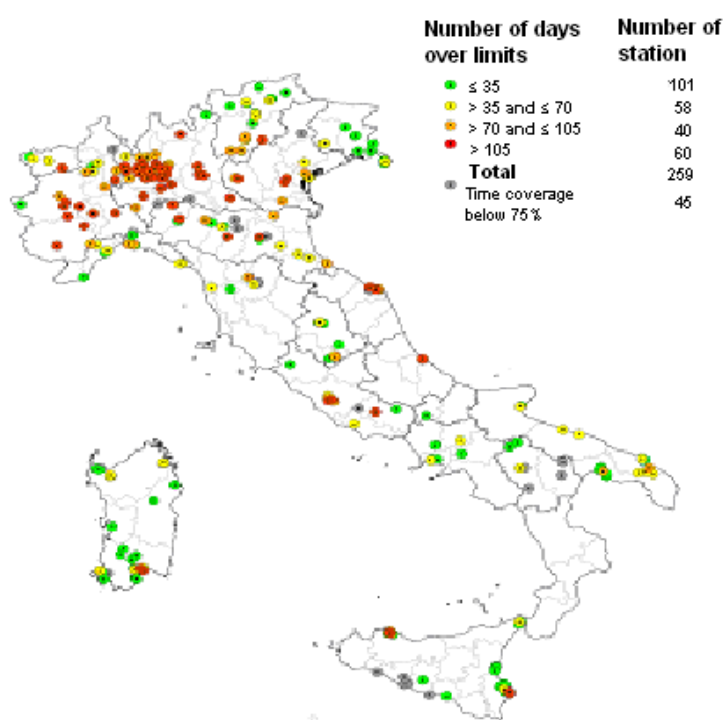 Number of days over limits
Number of station
≤ 35 101
> 35 and ≤ 70 58
> 70 and ≤ 105 40
> 105 60
Total 259
Time coverage below 75% 45